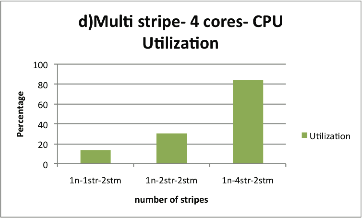 d)Multi stripe- 4 cores- CPU
Utilization
100
80
60
40
20
0
Percentage
1n-1str-2stm
1n-2str-2stm
1n-4str-2stm
number of stripes
Utilization